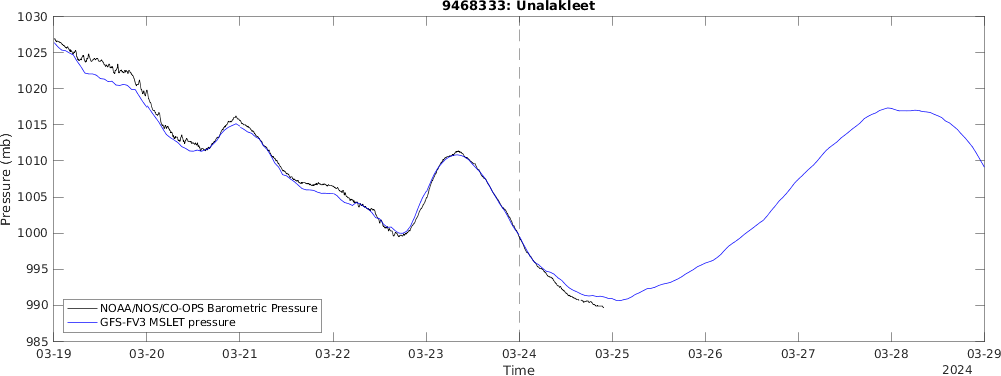 9468333: Unalakleet
Pressure (mb)
1030
1025
1020
1015
1010
1005
1000
995
990
985
NOAA/NOS/CO-OPS Barometric Pressure
GFS-FV3 MSLET pressure
03-19 03-20 03-21 03-22 03-23 03-24 03-25 03-26 03-27 03-28 03-29
Time
2024